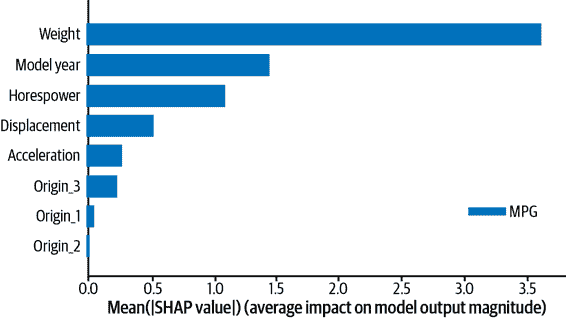 Weight
Model year
Horespower
Displacement
Acceleration
Origin_3
Origin_1
Origin_2
MPG
0.0 0.5 1.0 1.5 2.0 2.5 3.0 3.5
Mean(|SHAP value|) (average impact on model output magnitude)